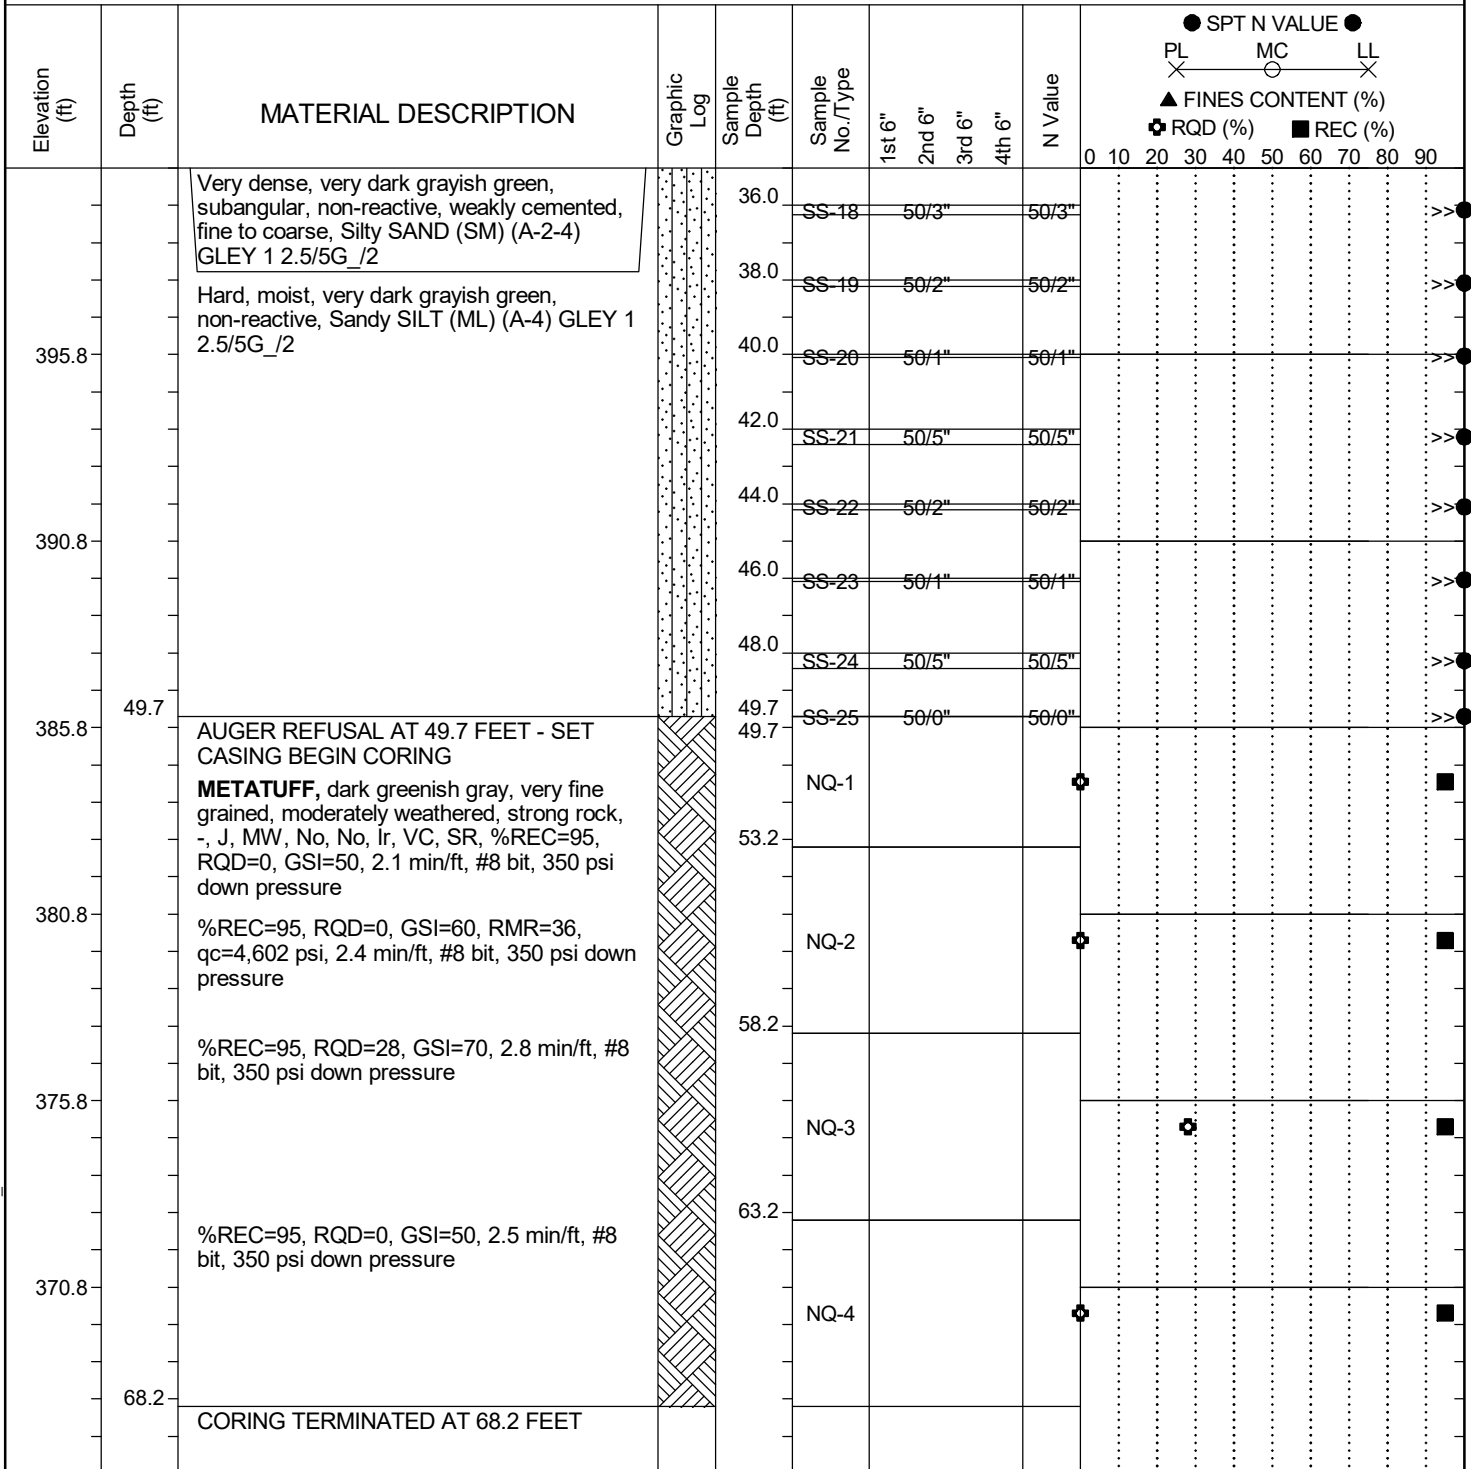 ● SPT N VALUE ●
PL MC LL
▲ FINES CONTENT (%)
RQD (%) ■ REC (%)
Elevation (ft)
Depth (ft)
MATERIAL DESCRIPTION
Graphic Log
Sample Depth (ft)
Sample No./Type
1st 6"
2nd 6"
3rd 6"
4th 6"
N Value
0 10 20 30 40 50 60 70 80 90
Very dense, very dark grayish green,
subangular, non-reactive, weakly cemented,
fine to coarse, Silty SAND (SM) (A-2-4)
GLEY 1 2.5/5G_/2
36.0
SS-18 50/3" 50/3" >>●
38.0
SS-19 50/2" 50/2" >>●
Hard, moist, very dark grayish green,
non-reactive, Sandy SILT (ML) (A-4) GLEY 1
2.5/5G_/2
395.8
40.0
SS-20 50/1" 50/1" >>●
42.0
SS-21 50/5" 50/5" >>●
44.0
SS-22 50/2" 50/2" >>●
390.8
46.0
SS-23 50/1" 50/1" >>●
48.0
SS-24 50/5" 50/5" >>●
49.7
49.7
SS-25 50/0" 50/0" >>●
385.8
49.7
AUGER REFUSAL AT 49.7 FEET - SET
CASING BEGIN CORING
METATUFF, dark greenish gray, very fine
grained, moderately weathered, strong rock,
-, J, MW, No, No, Ir, VC, SR, %REC=95,
RQD=0, GSI=50, 2.1 min/ft, #8 bit, 350 psi
down pressure
NQ-1
53.2
380.8
%REC=95, RQD=0, GSI=60, RMR=36,
qc=4,602 psi, 2.4 min/ft, #8 bit, 350 psi down
pressure
NQ-2
58.2
%REC=95, RQD=28, GSI=70, 2.8 min/ft, #8
bit, 350 psi down pressure
375.8
NQ-3
63.2
%REC=95, RQD=0, GSI=50, 2.5 min/ft, #8
bit, 350 psi down pressure
370.8
NQ-4
68.2
CORING TERMINATED AT 68.2 FEET